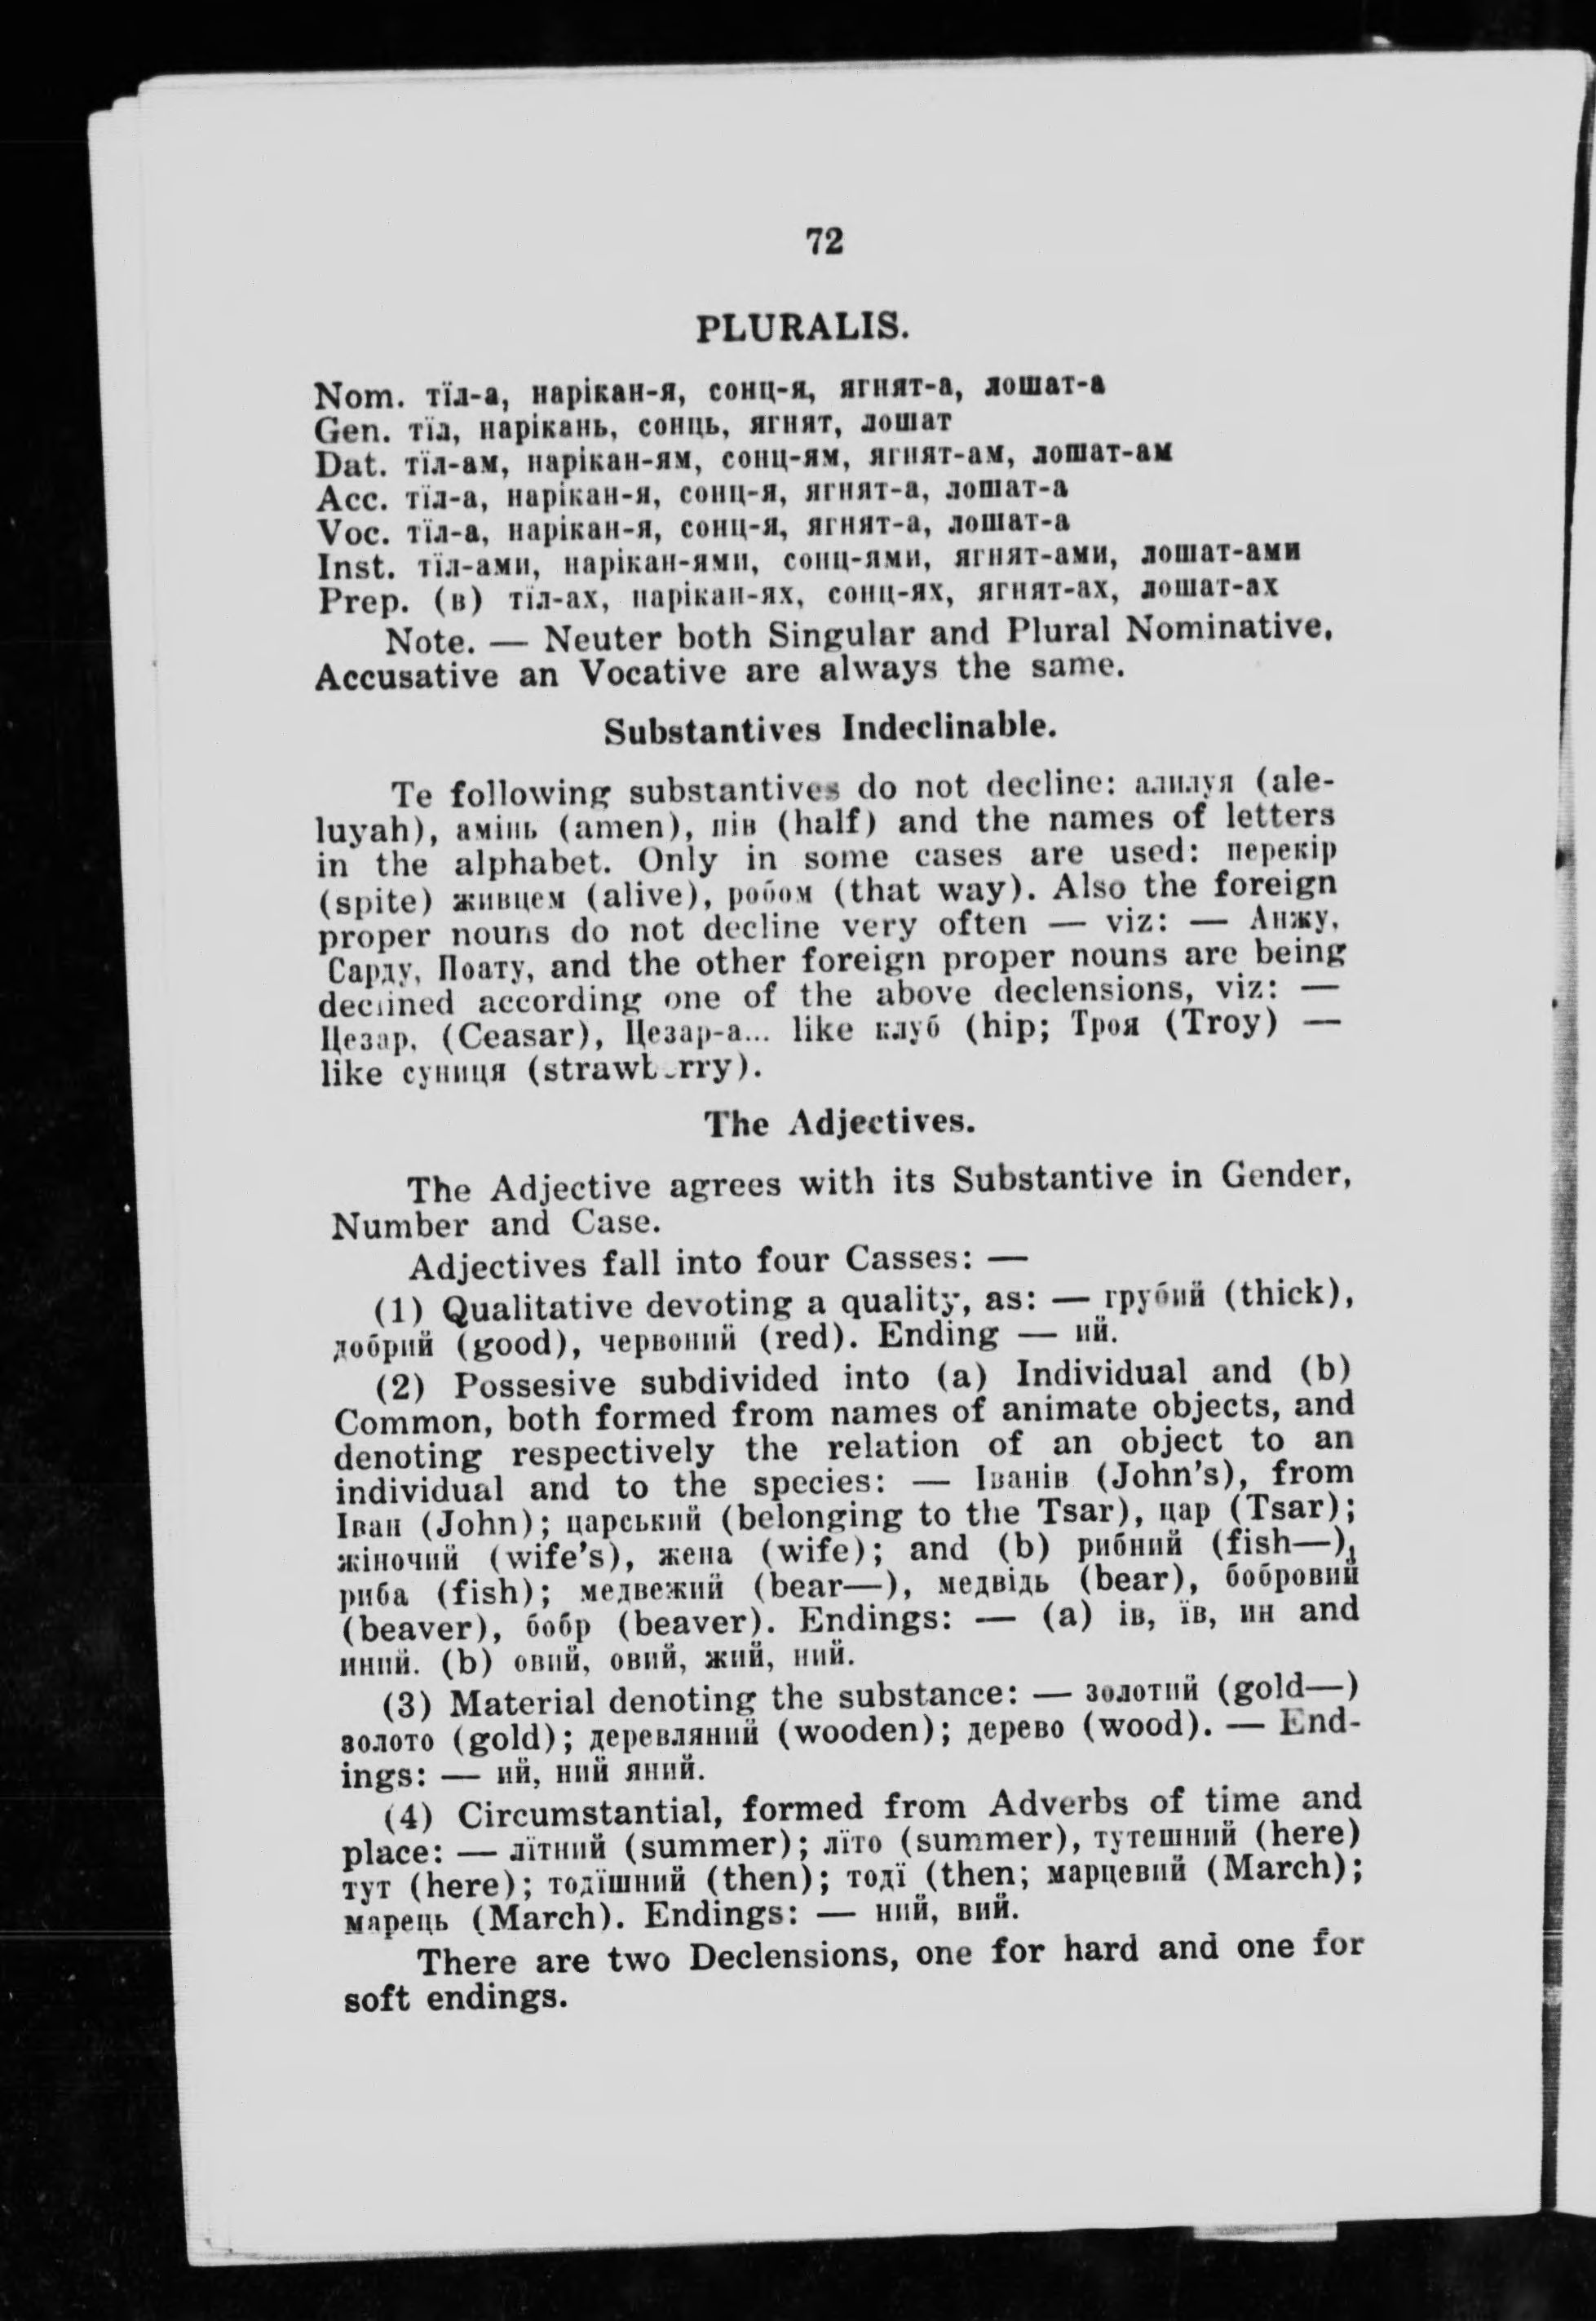 72
PLURALIS.
Nom. тїл-а, нарікан-я, сонц-я, ягнят-а, лошат-а
Gen. тїл, нарікань, сонць, ягнят, лошат
Dat. тїл-ам, нарікан-ям, сонц-ям, ягнят-ам, лошат-ам
Acc. тїл-а, нарікан-я, сонц-я, ягнят-а, лошат-а
Voc. тїл-а, нарікан-я, сонц-я, ягнят-а, лошат-а
Inst. тїл-ами, нарікан-ями, сонц-ями, ягнят-ами, лошат-ами
Prep. (в) тїл-ах, нарікан-ях, сонц-ях, ягнят-ах, лошат-ах
Note. — Neuter both Singular and Plural Nominative,
Accusative an Vocative are always the same.
Substantives Indeclinable.
Te following substantives do not decline: алилуя (ale-
luyah), амінь (amen), пів (half) and the names of letters
in the alphabet. Only in some cases are used: перекір
(spite) живцем (alive), робом (that way). Also the foreign
proper nouns do not decline very often — viz: — Анжу,
Сарду, Поату, and the other foreign proper nouns are being
declined according one of the above declensions, viz: —
Цезар, (Ceasar), Цезар-а... like клуб (hip; Троя (Troy) —
like суниця (strawberry).
The Adjectives.
The Adjective agrees with its Substantive in Gender,
Number and Case.
Adjectives fall into four Casses: —
(1) Qualitative devoting a quality, as: — грубий (thick),
добрий (good), червоний (red). Ending — ий.
(2) Possesive subdivided into (a) Individual and (b)
Common, both formed from names of animate objects, and
denoting respectively the relation of an object to an
individual and to the species: — Іванів (John's), from
Іван (John); царський (belonging to the Tsar), цар (Tsar);
жіночий (wife's), жена (wife); and (b) рибний (fish—),
риба (fish); медвежий (bear—), медвідь (bear), бобровий
(beaver), бобр (beaver). Endings: — (a) ів, їв, ин and
иний. (b) овий, овий, жий, ний.
(3) Material denoting the substance: — золотий (gold—)
золото (gold); деревляний (wooden); дерево (wood). — End-
ings: — ий, ний яний.
(4) Circumstantial, formed from Adverbs of time and
place: — лїтний (summer); лїто (summer), тутешний (here)
тут (here); тодїшний (then); тодї (then; марцевий (March);
марець (March). Endings: — ний, вий.
There are two Declensions, one for hard and one for
soft endings.